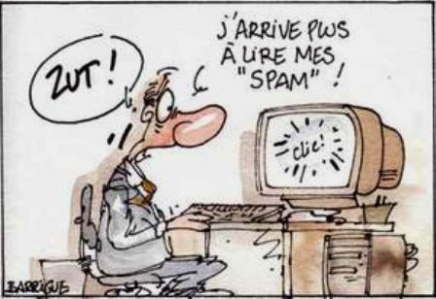 ZUT !
J'ARRIVE PLUS
À LIRE MES
"SPAM" !
Clic!
BARRIGUE